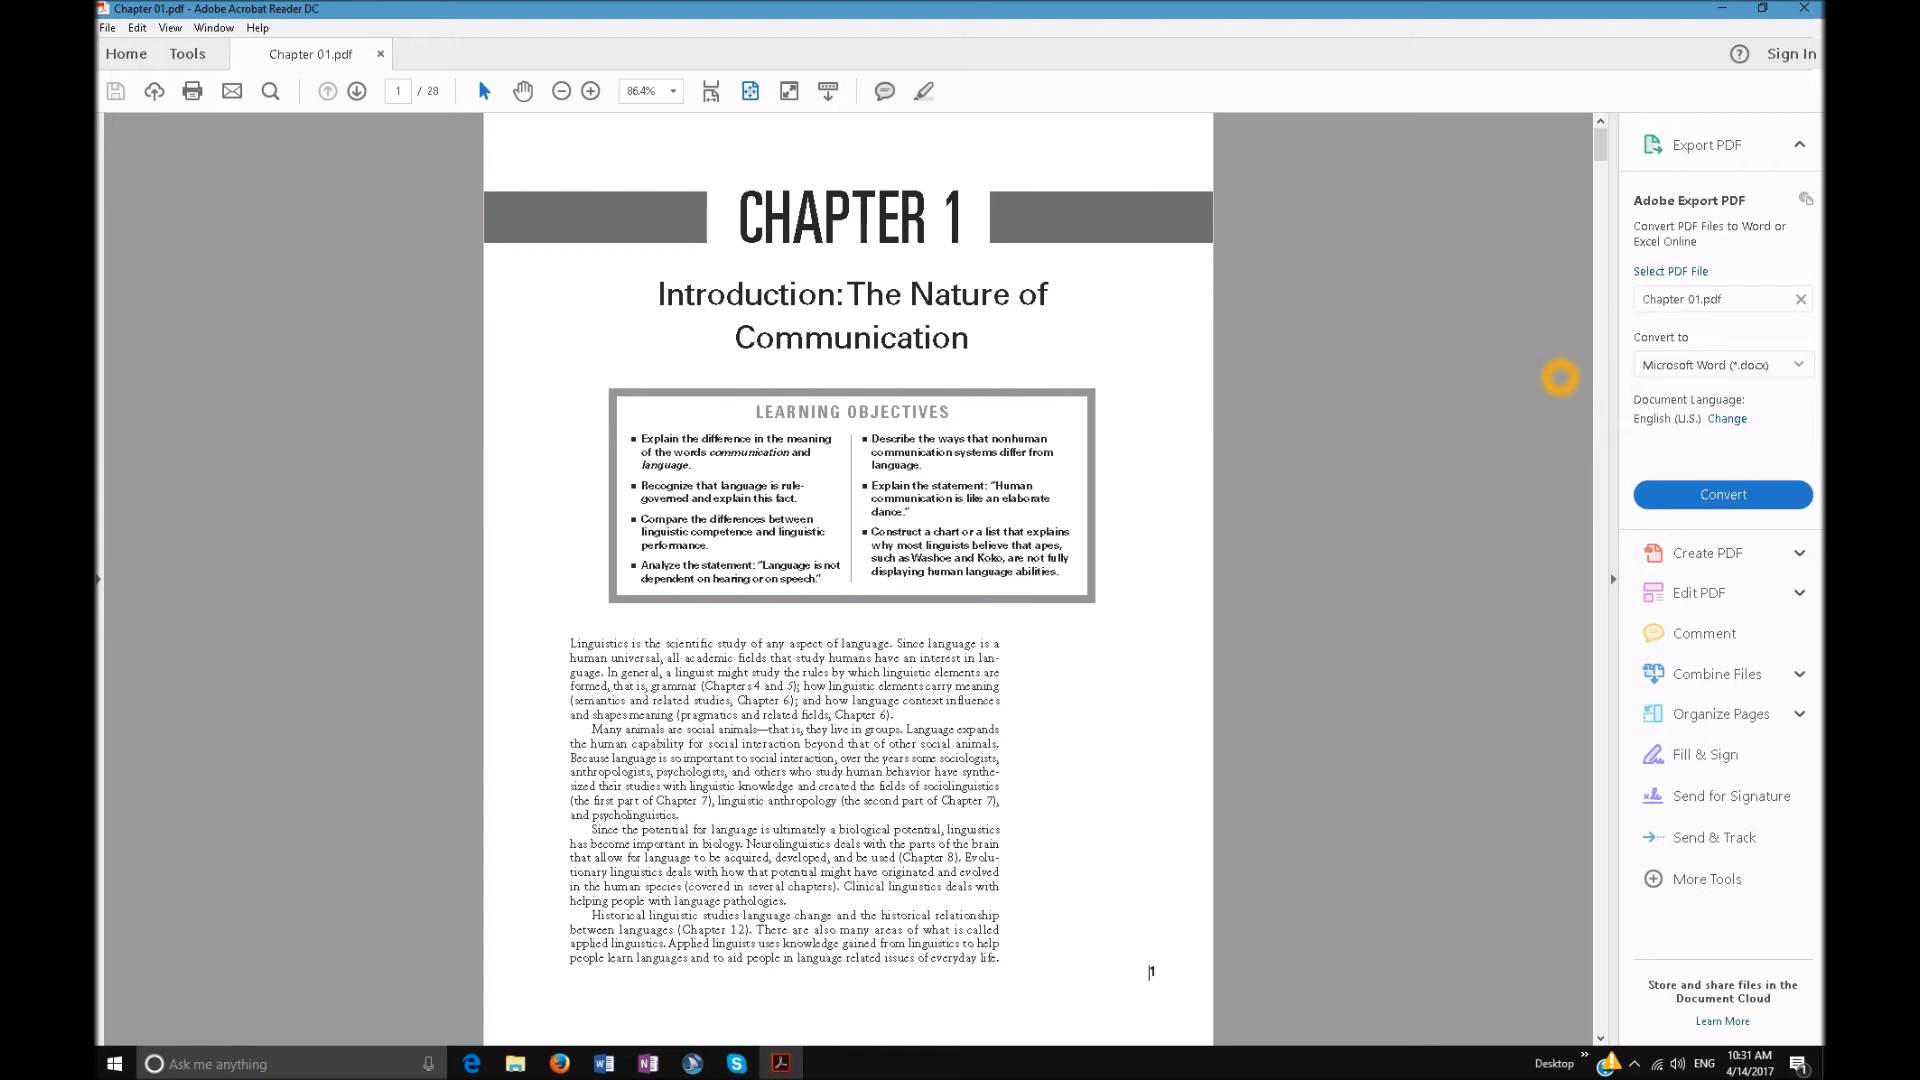 Chapter 01.pdf - Adobe Acrobat Reader DC
File Edit View Window Help
Home Tools Chapter 01.pdf × Sign In
1 / 28 86.4%
CHAPTER 1
Introduction: The Nature of
Communication
LEARNING OBJECTIVES
▪ Explain the difference in the meaning
of the words communication and
language.
▪ Recognize that language is rule-
governed and explain this fact.
▪ Compare the differences between
linguistic competence and linguistic
performance.
▪ Analyze the statement: "Language is not
dependent on hearing or on speech."
▪ Describe the ways that nonhuman
communication systems differ from
language.
▪ Explain the statement: "Human
communication is like an elaborate
dance."
▪ Construct a chart or a list that explains
why most linguists believe that apes,
such as Washoe and Koko, are not fully
displaying human language abilities.
Linguistics is the scientific study of any aspect of language. Since language is a
human universal, all academic fields that study humans have an interest in lan-
guage. In general, a linguist might study the rules by which linguistic elements are
formed, that is, grammar (Chapters 4 and 5); how linguistic elements carry meaning
(semantics and related studies, Chapter 6); and how language context influences
and shapes meaning (pragmatics and related fields, Chapter 6).
Many animals are social animals—that is, they live in groups. Language expands
the human capability for social interaction beyond that of other social animals.
Because language is so important to social interaction, over the years some sociologists,
anthropologists, psychologists, and others who study human behavior have synthe-
sized their studies with linguistic knowledge and created the fields of sociolinguistics
(the first part of Chapter 7), linguistic anthropology (the second part of Chapter 7),
and psycholinguistics.
Since the potential for language is ultimately a biological potential, linguistics
has become important in biology. Neurolinguistics deals with the parts of the brain
that allow for language to be acquired, developed, and be used (Chapter 8). Evolu-
tionary linguistics deals with how that potential might have originated and evolved
in the human species (covered in several chapters). Clinical linguistics deals with
helping people with language pathologies.
Historical linguistic studies language change and the historical relationship
between languages (Chapter 12). There are also many areas of what is called
applied linguistics. Applied linguists uses knowledge gained from linguistics to help
people learn languages and to aid people in language related issues of everyday life.
1
Export PDF
Adobe Export PDF
Convert PDF Files to Word or
Excel Online
Select PDF File
Chapter 01.pdf
Convert to
Microsoft Word (*.docx)
Document Language:
English (U.S.) Change
Convert
Create PDF
Edit PDF
Comment
Combine Files
Organize Pages
Fill & Sign
Send for Signature
Send & Track
More Tools
Store and share files in the
Document Cloud
Learn More
Ask me anything
Desktop
ENG
10:31 AM
4/14/2017
1